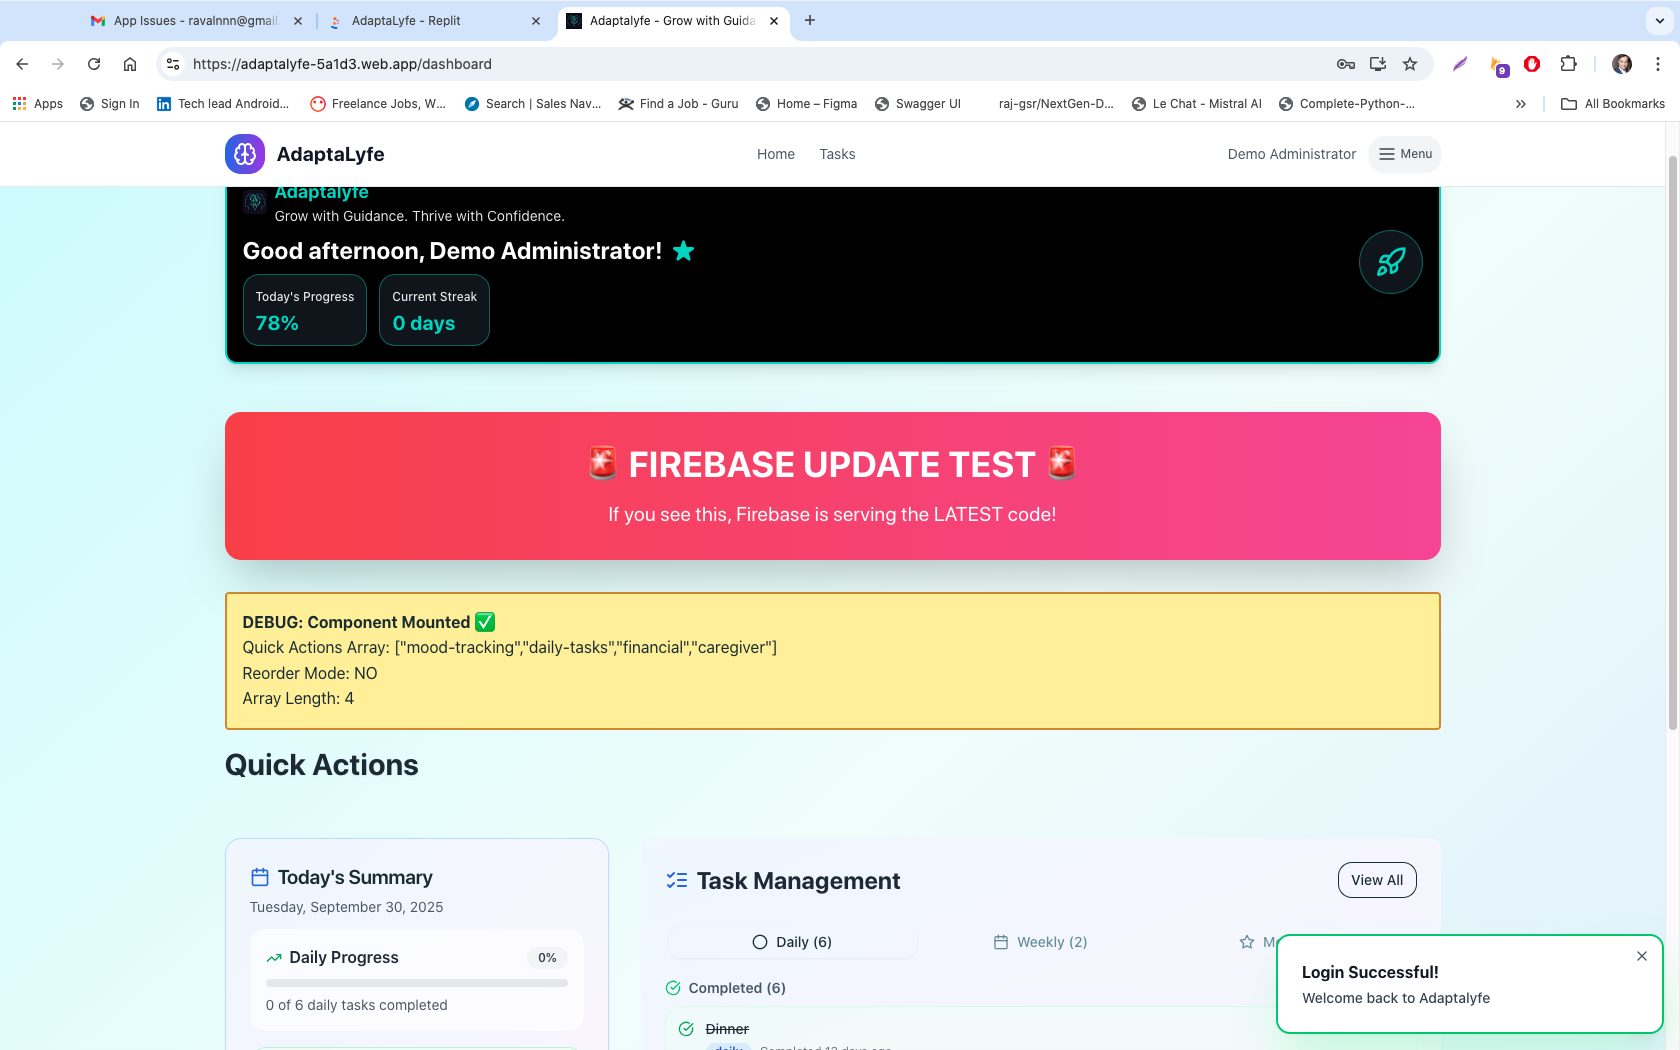 App Issues - ravalnnn@gmai
AdaptaLyfe - Replit
Adaptalyfe - Grow with Guida
https://adaptalyfe-5a1d3.web.app/dashboard
9
Apps
Sign In
Tech lead Android...
Freelance Jobs, W...
Search | Sales Nav...
Find a Job - Guru
Home – Figma
Swagger UI
raj-gsr/NextGen-D...
Le Chat - Mistral AI
Complete-Python-...
All Bookmarks
AdaptaLyfe
Home
Tasks
Demo Administrator
Menu
Adaptalyfe
Grow with Guidance. Thrive with Confidence.
Good afternoon, Demo Administrator!
Today's Progress
78%
Current Streak
0 days
🚨 FIREBASE UPDATE TEST 🚨
If you see this, Firebase is serving the LATEST code!
DEBUG: Component Mounted ✅
Quick Actions Array: ["mood-tracking","daily-tasks","financial","caregiver"]
Reorder Mode: NO
Array Length: 4
Quick Actions
Today's Summary
Tuesday, September 30, 2025
Daily Progress
0%
0 of 6 daily tasks completed
Task Management
View All
Daily (6)
Weekly (2)
Completed (6)
Dinner
daily
Completed 13 days ago
Login Successful!
Welcome back to Adaptalyfe